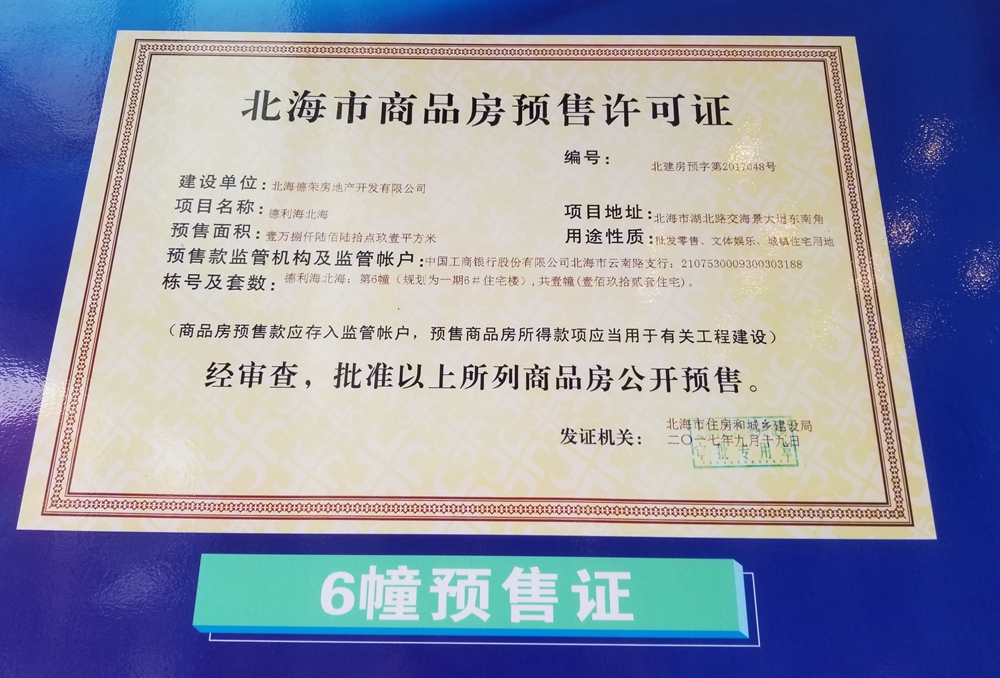 北海市商品房预售许可证
编号： 北建房预字第2017048号
建设单位：北海德荣房地产开发有限公司
项目名称：德利海北海 项目地址：北海市湖北路交海景大道东南角
预售面积：壹万捌仟陆佰陆拾点玖壹平方米 用途性质：批发零售、文体娱乐、城镇住宅用地
预售款监管机构及监管帐户：中国工商银行股份有限公司北海市云南路支行；2107530009300303188
栋号及套数：德利海北海：第6幢（规划为一期6#住宅楼）,共壹幢(壹佰玖拾贰套住宅)。
（商品房预售款应存入监管帐户，预售商品房所得款项应当用于有关工程建设）
经审查，批准以上所列商品房公开预售。
发证机关： 北海市住房和城乡建设局
二〇一七年九月十九日
审批专用章
6幢预售证